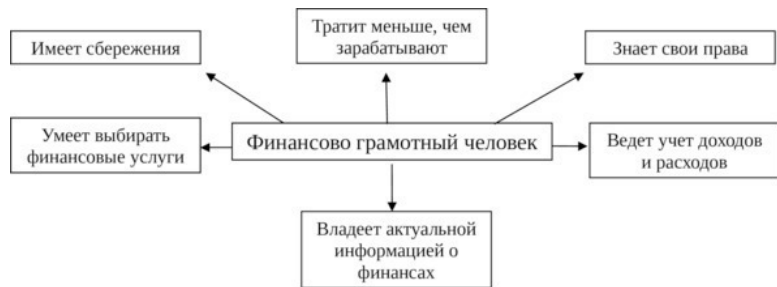 Имеет сбережения
Тратит меньше, чем
зарабатывают
Знает свои права
Умеет выбирать
финансовые услуги
Финансово грамотный человек
Ведет учет доходов
и расходов
Владеет актуальной
информацией о
финансах